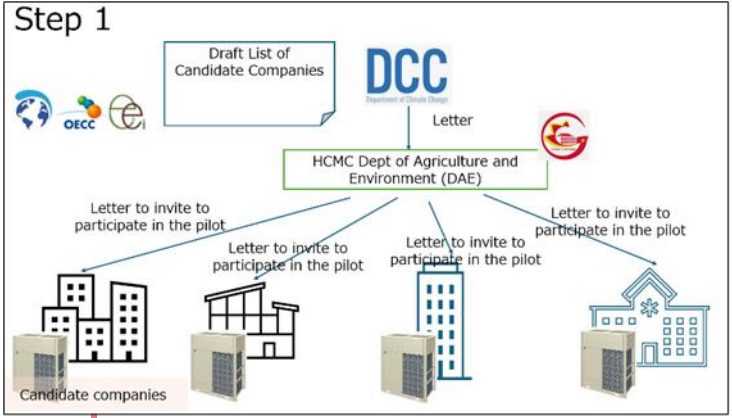 Step 1
Draft List of
Candidate Companies
DCC
Department of Climate Change
OECC
eei
Letter
HCMC Dept of Agriculture and
Environment (DAE)
Letter to invite to
participate in the pilot
Letter to invite to
participate in the pilot
Letter to invite to
participate in the pilot
Letter to invite to
participate in the pilot
Candidate companies